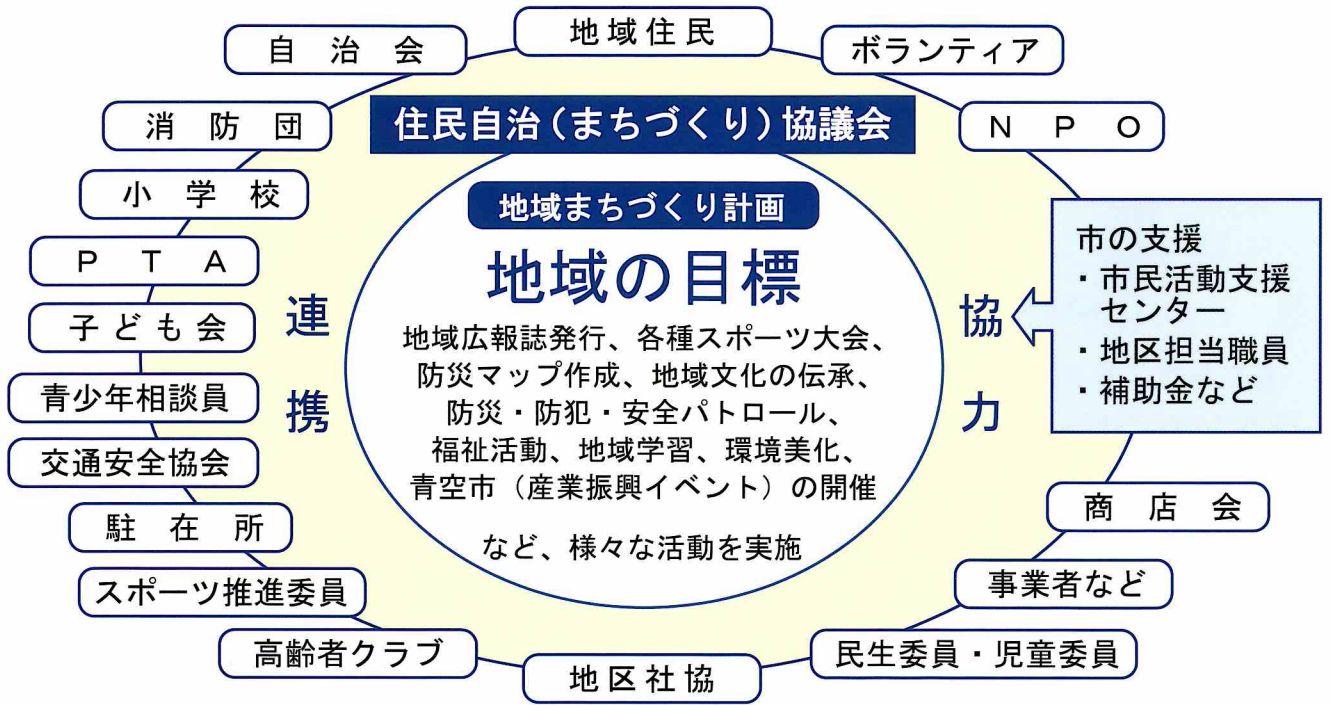 地域住民
自治会
ボランティア
消防団
住民自治（まちづくり）協議会
NPO
小学校
地域まちづくり計画
PTA
地域の目標
子ども会
連携
協力
地域広報誌発行、各種スポーツ大会、
防災マップ作成、地域文化の伝承、
防災・防犯・安全パトロール、
福祉活動、地域学習、環境美化、
青空市（産業振興イベント）の開催
など、様々な活動を実施
市の支援
・市民活動支援
センター
・地区担当職員
・補助金など
青少年相談員
交通安全協会
駐在所
商店会
スポーツ推進委員
事業者など
高齢者クラブ
地区社協
民生委員・児童委員